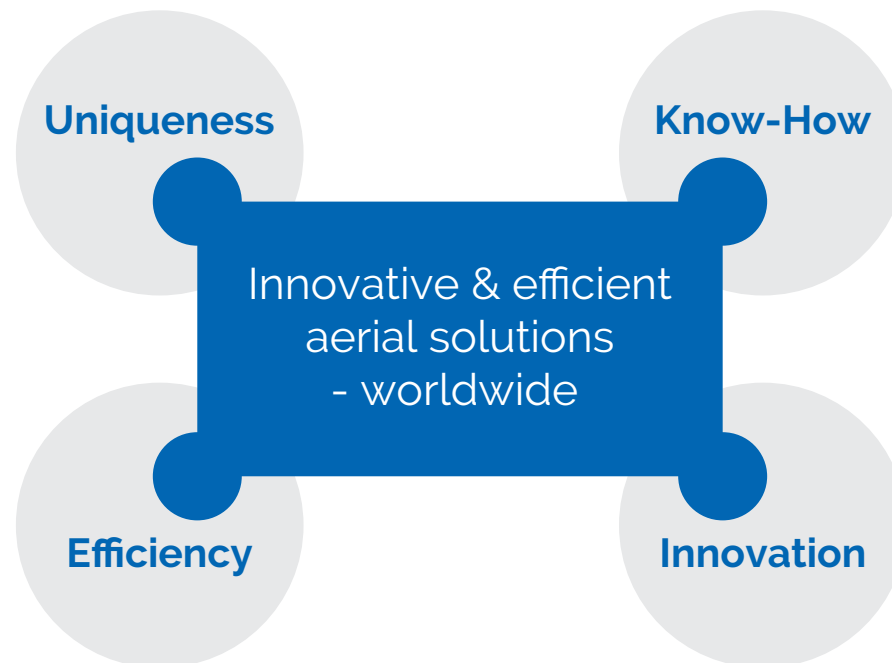 Uniqueness
Know-How
Innovative & efficient
aerial solutions
- worldwide
Efficiency
Innovation